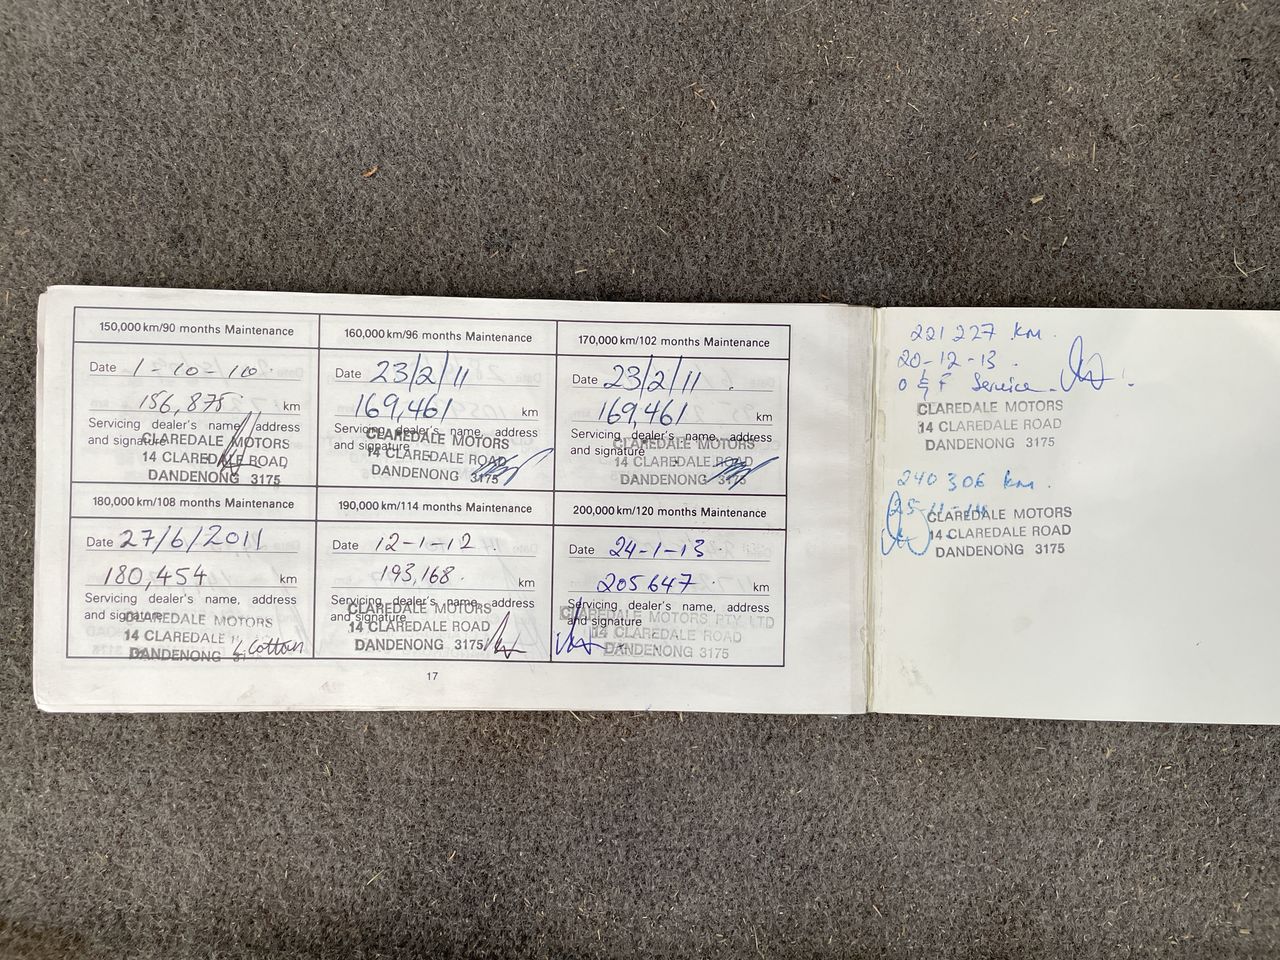 150,000 km/90 months Maintenance
Date 1-10-10
156,875 km
Servicing dealer's name, address
and signature
CLAREDALE MOTORS
14 CLAREDALE ROAD
DANDENONG 3175
160,000 km/96 months Maintenance
Date 23/2/11
169,461 km
Servicing dealer's name, address
and signature
CLAREDALE MOTORS
14 CLAREDALE ROAD
DANDENONG 3175
170,000 km/102 months Maintenance
Date 23/2/11
169,461 km
Servicing dealer's name, address
and signature
CLAREDALE MOTORS
14 CLAREDALE ROAD
DANDENONG 3175
180,000 km/108 months Maintenance
Date 27/6/2011
180,454 km
Servicing dealer's name, address
and signature
CLAREDALE MOTORS
14 CLAREDALE
DANDENONG
190,000 km/114 months Maintenance
Date 12-1-12
193,168 km
Servicing dealer's name, address
and signature
CLAREDALE MOTORS
14 CLAREDALE ROAD
DANDENONG 3175
200,000 km/120 months Maintenance
Date 24-1-13
205647 km
Servicing dealer's name, address
and signature
CLAREDALE MOTORS PTY LTD
14 CLAREDALE ROAD
DANDENONG 3175
17
221 227 km.
20-12-13.
O & F Service.
CLAREDALE MOTORS
14 CLAREDALE ROAD
DANDENONG 3175
240 306 km.
25-11-14
CLAREDALE MOTORS
14 CLAREDALE ROAD
DANDENONG 3175